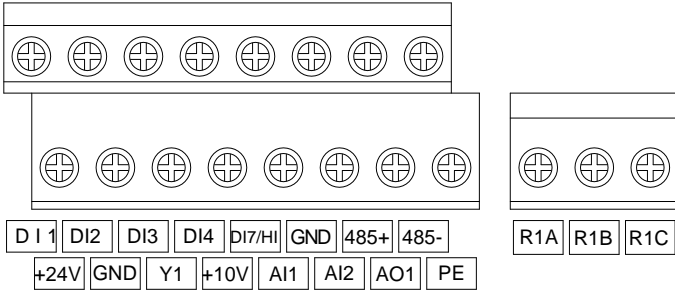 D I 1 DI2 DI3 DI4 DI7/HI GND 485+ 485- R1A R1B R1C
+24V GND Y1 +10V AI1 AI2 AO1 PE